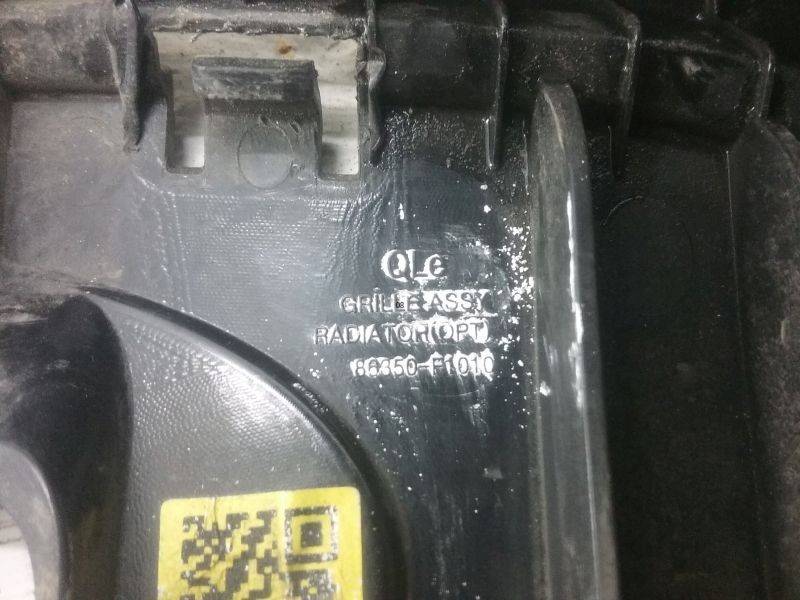 QLe
GRILLE ASSY
RADIATOR(OPT)
86350-F1010